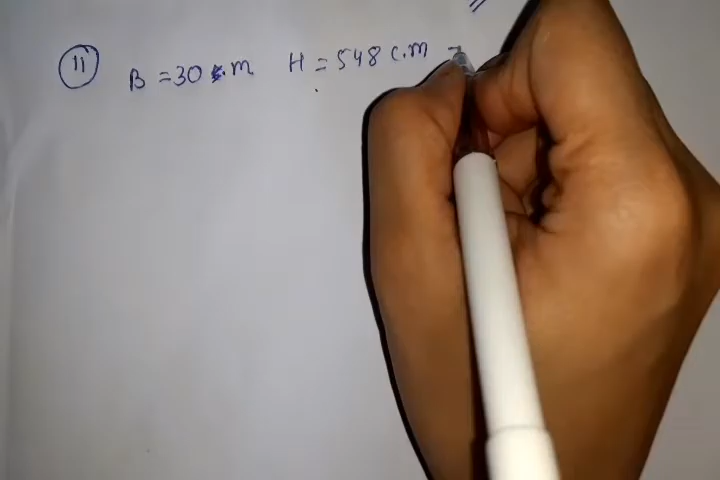 11 B = 30 c.m H = 548 c.m =